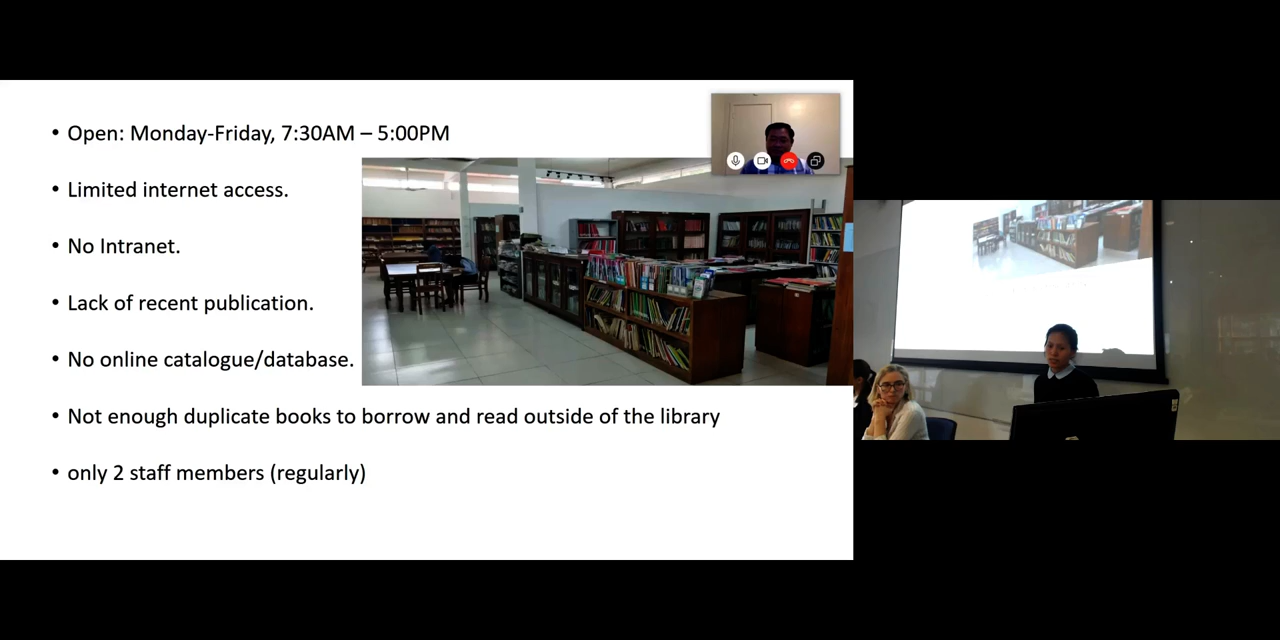 • Open: Monday-Friday, 7:30AM – 5:00PM
• Limited internet access.
• No Intranet.
• Lack of recent publication.
• No online catalogue/database.
• Not enough duplicate books to borrow and read outside of the library
• only 2 staff members (regularly)